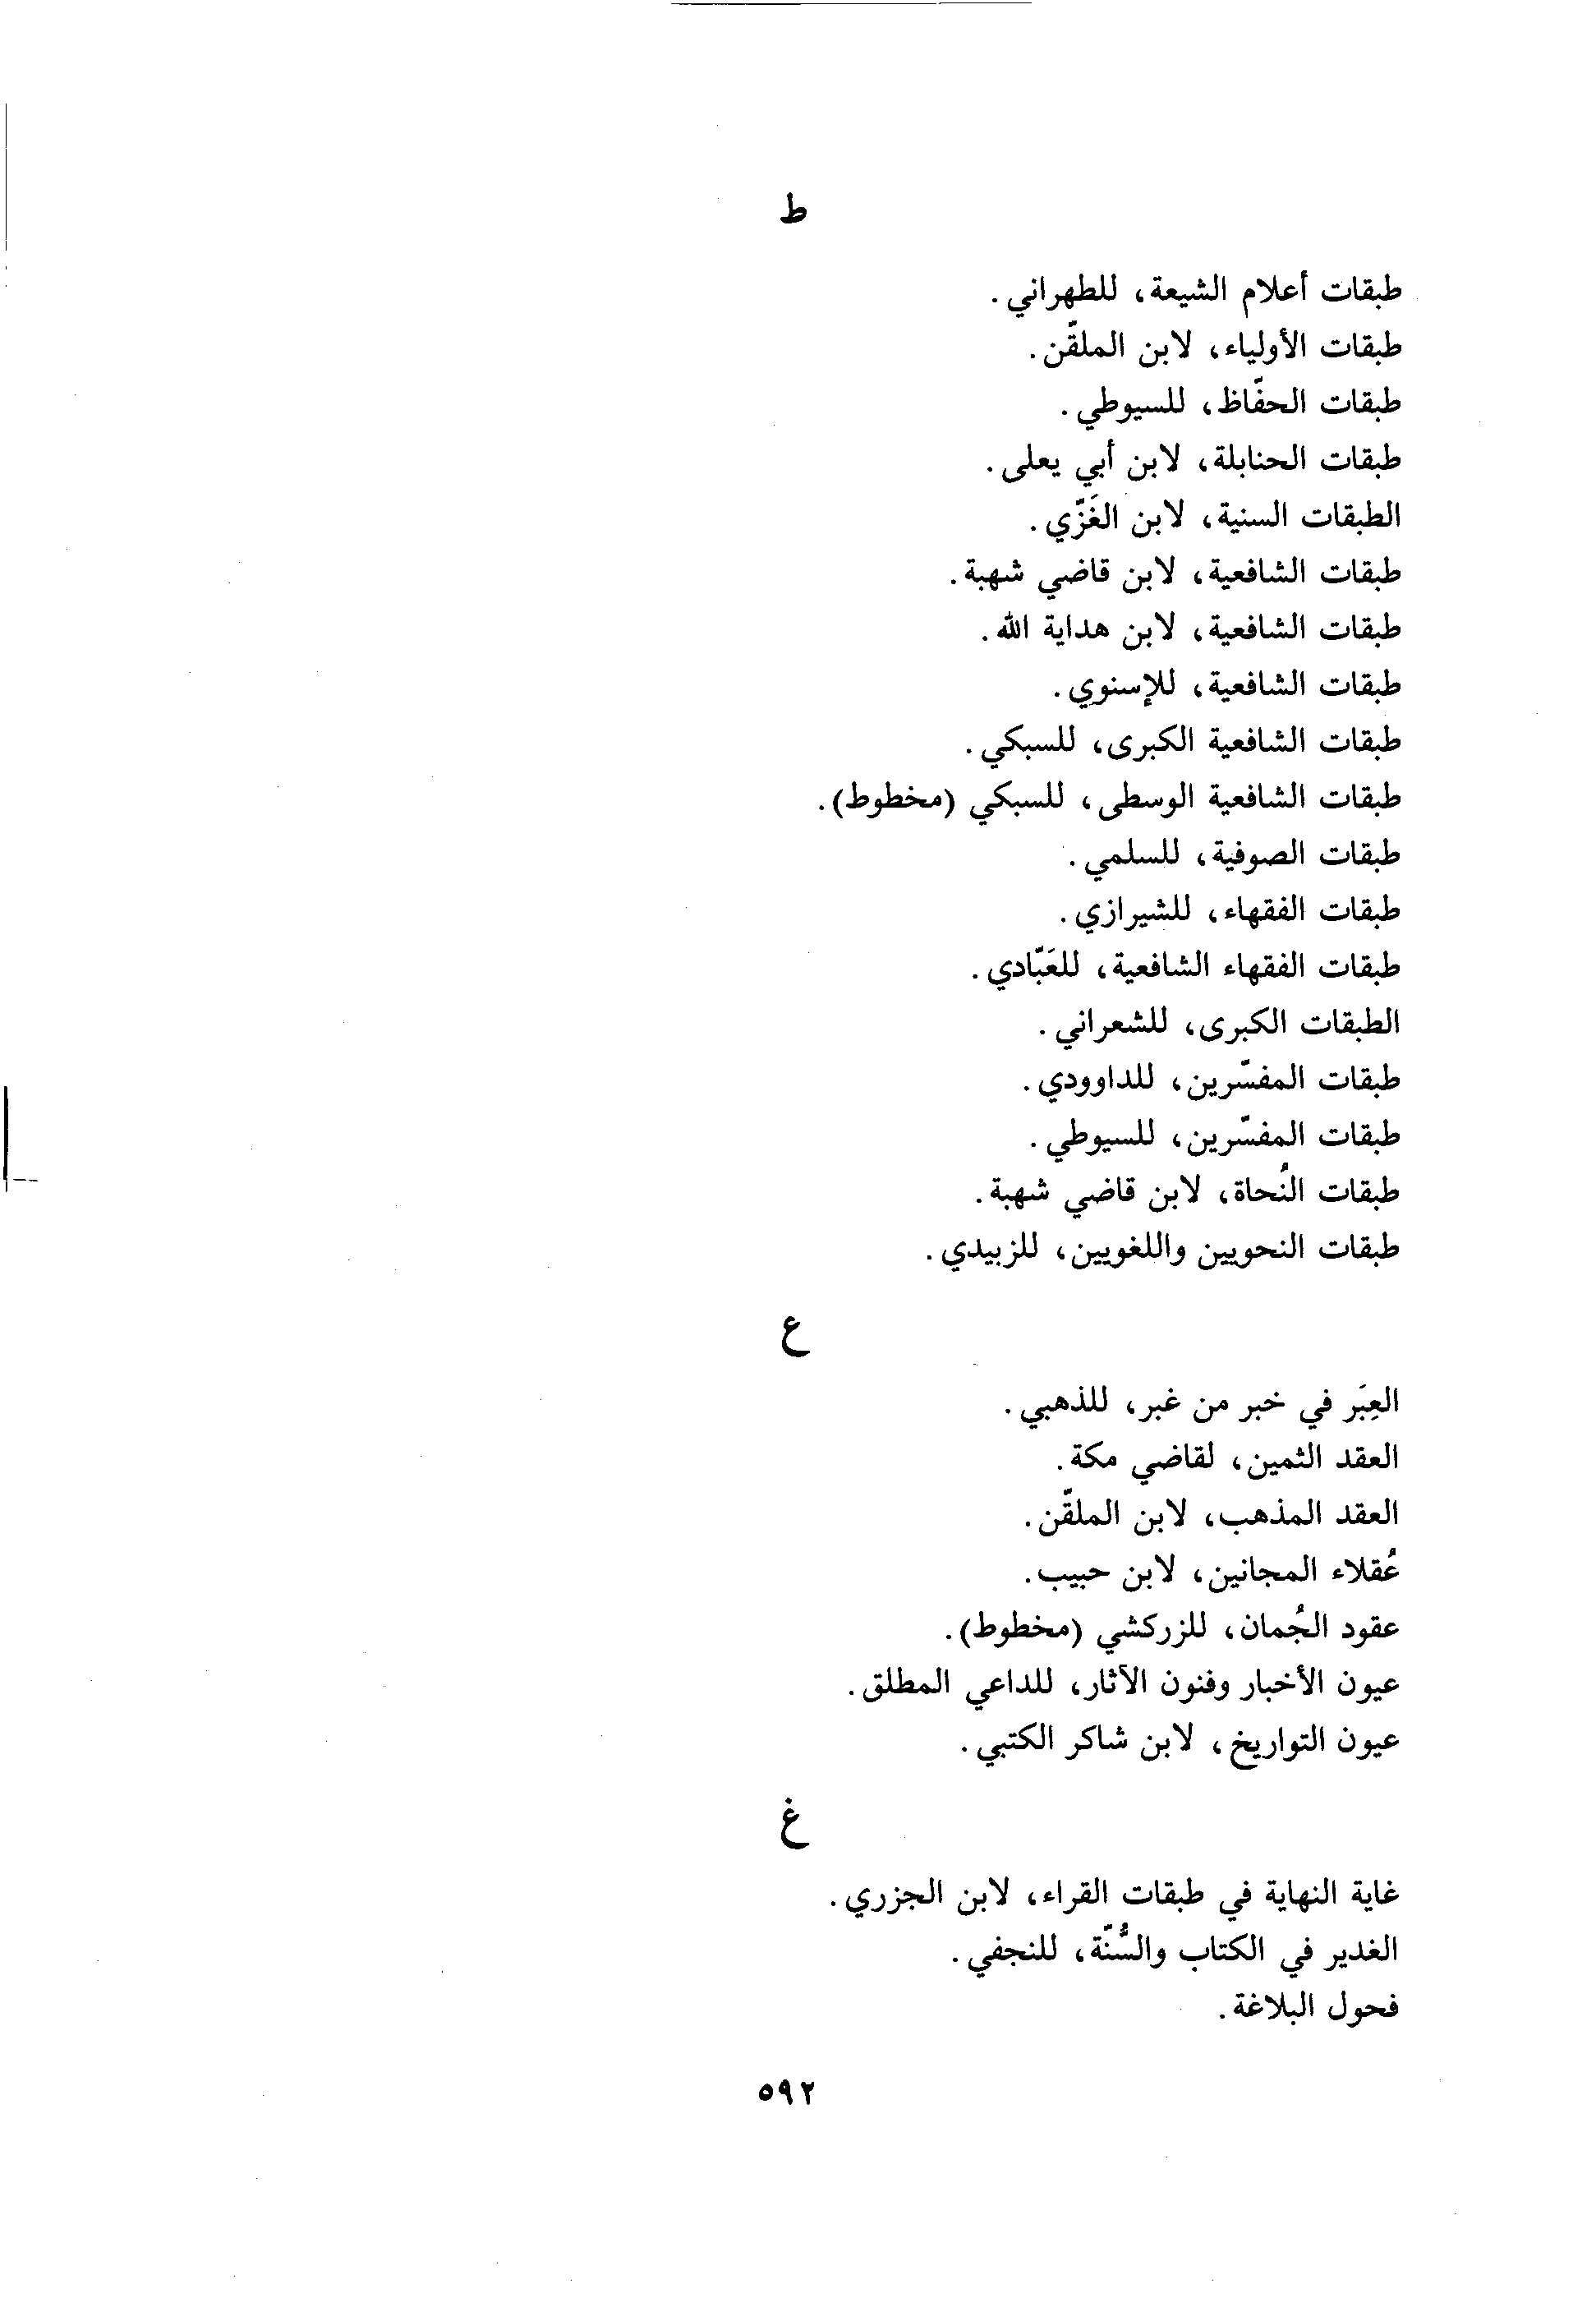 ط
طبقات أعلام الشيعة، للطهراني.
طبقات الأولياء، لابن الملقّن.
طبقات الحفّاظ، للسيوطي.
طبقات الحنابلة، لابن أبي يعلى.
الطبقات السنية، لابن الغَزّي.
طبقات الشافعية، لابن قاضي شهبة.
طبقات الشافعية، لابن هداية الله.
طبقات الشافعية، للإسنوي.
طبقات الشافعية الكبرى، للسبكي.
طبقات الشافعية الوسطى، للسبكي (مخطوط).
طبقات الصوفية، للسلمي.
طبقات الفقهاء، للشيرازي.
طبقات الفقهاء الشافعية، للعَبّادي.
الطبقات الكبرى، للشعراني.
طبقات المفسّرين، للداوودي.
طبقات المفسّرين، للسيوطي.
طبقات النُحاة، لابن قاضي شهبة.
طبقات النحويين واللغويين، للزبيدي.
ع
العِبَر في خبر من غبر، للذهبي.
العقد الثمين، لقاضي مكة.
العقد المذهب، لابن الملقّن.
عُقلاء المجانين، لابن حبيب.
عقود الجُمان، للزركشي (مخطوط).
عيون الأخبار وفنون الآثار، للداعي المطلق.
عيون التواريخ، لابن شاكر الكتبي.
غ
غاية النهاية في طبقات القراء، لابن الجزري.
الغدير في الكتاب والسُّنّة، للنجفي.
فحول البلاغة.
٥٩٢